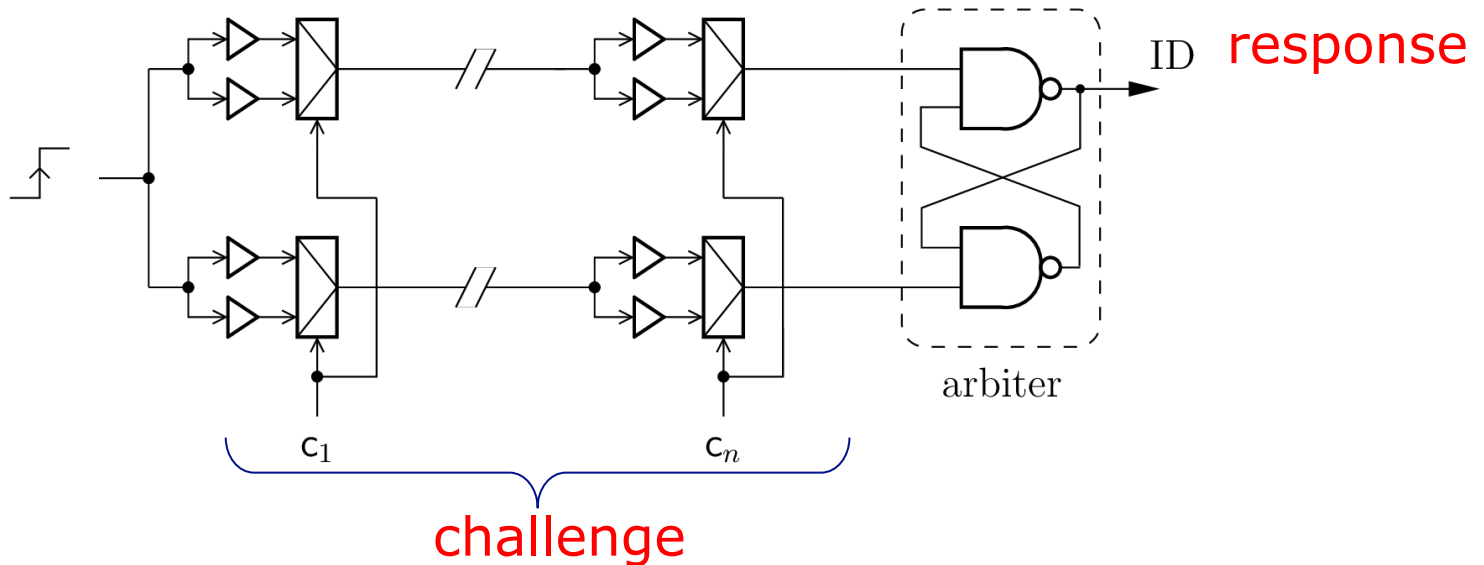 ID response
arbiter
c₁ cₙ
challenge